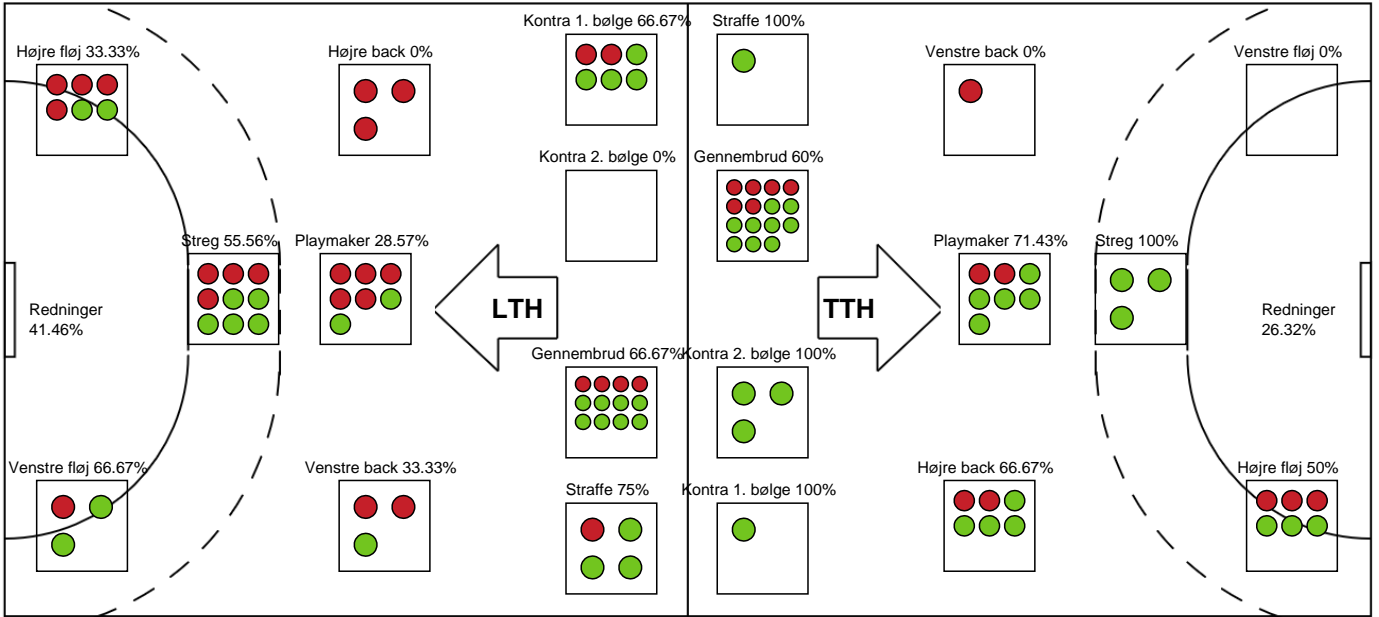 Kontra 1. bølge 66.67%
Straffe 100%
Højre fløj 33.33%
Højre back 0%
Venstre back 0%
Venstre fløj 0%
Kontra 2. bølge 0%
Gennembrud 60%
Streg 55.56%
Playmaker 28.57%
Playmaker 71.43%
Streg 100%
Redninger
41.46%
LTH
TTH
Redninger
26.32%
Gennembrud 66.67%
Kontra 2. bølge 100%
Venstre fløj 66.67%
Venstre back 33.33%
Højre back 66.67%
Højre fløj 50%
Straffe 75%
Kontra 1. bølge 100%